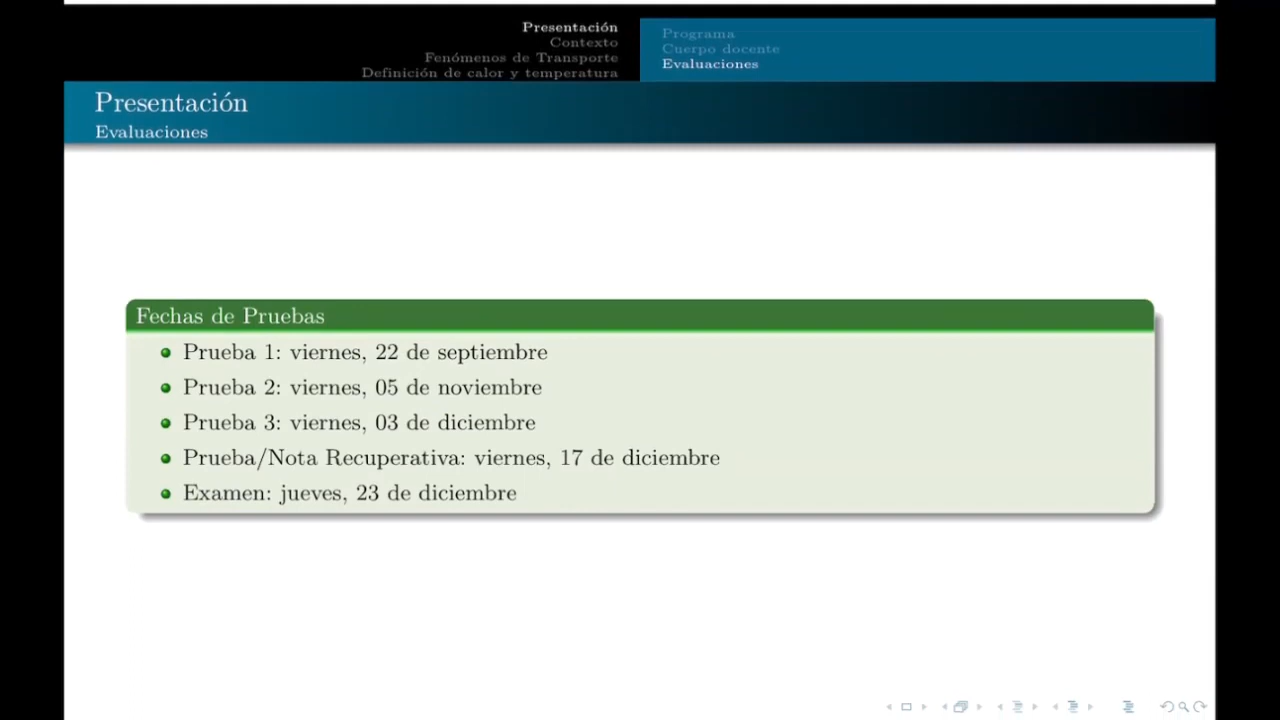 Presentación
Contexto
Fenómenos de Transporte
Definición de calor y temperatura
Programa
Cuerpo docente
Evaluaciones
Presentación
Evaluaciones
Fechas de Pruebas
Prueba 1: viernes, 22 de septiembre
Prueba 2: viernes, 05 de noviembre
Prueba 3: viernes, 03 de diciembre
Prueba/Nota Recuperativa: viernes, 17 de diciembre
Examen: jueves, 23 de diciembre